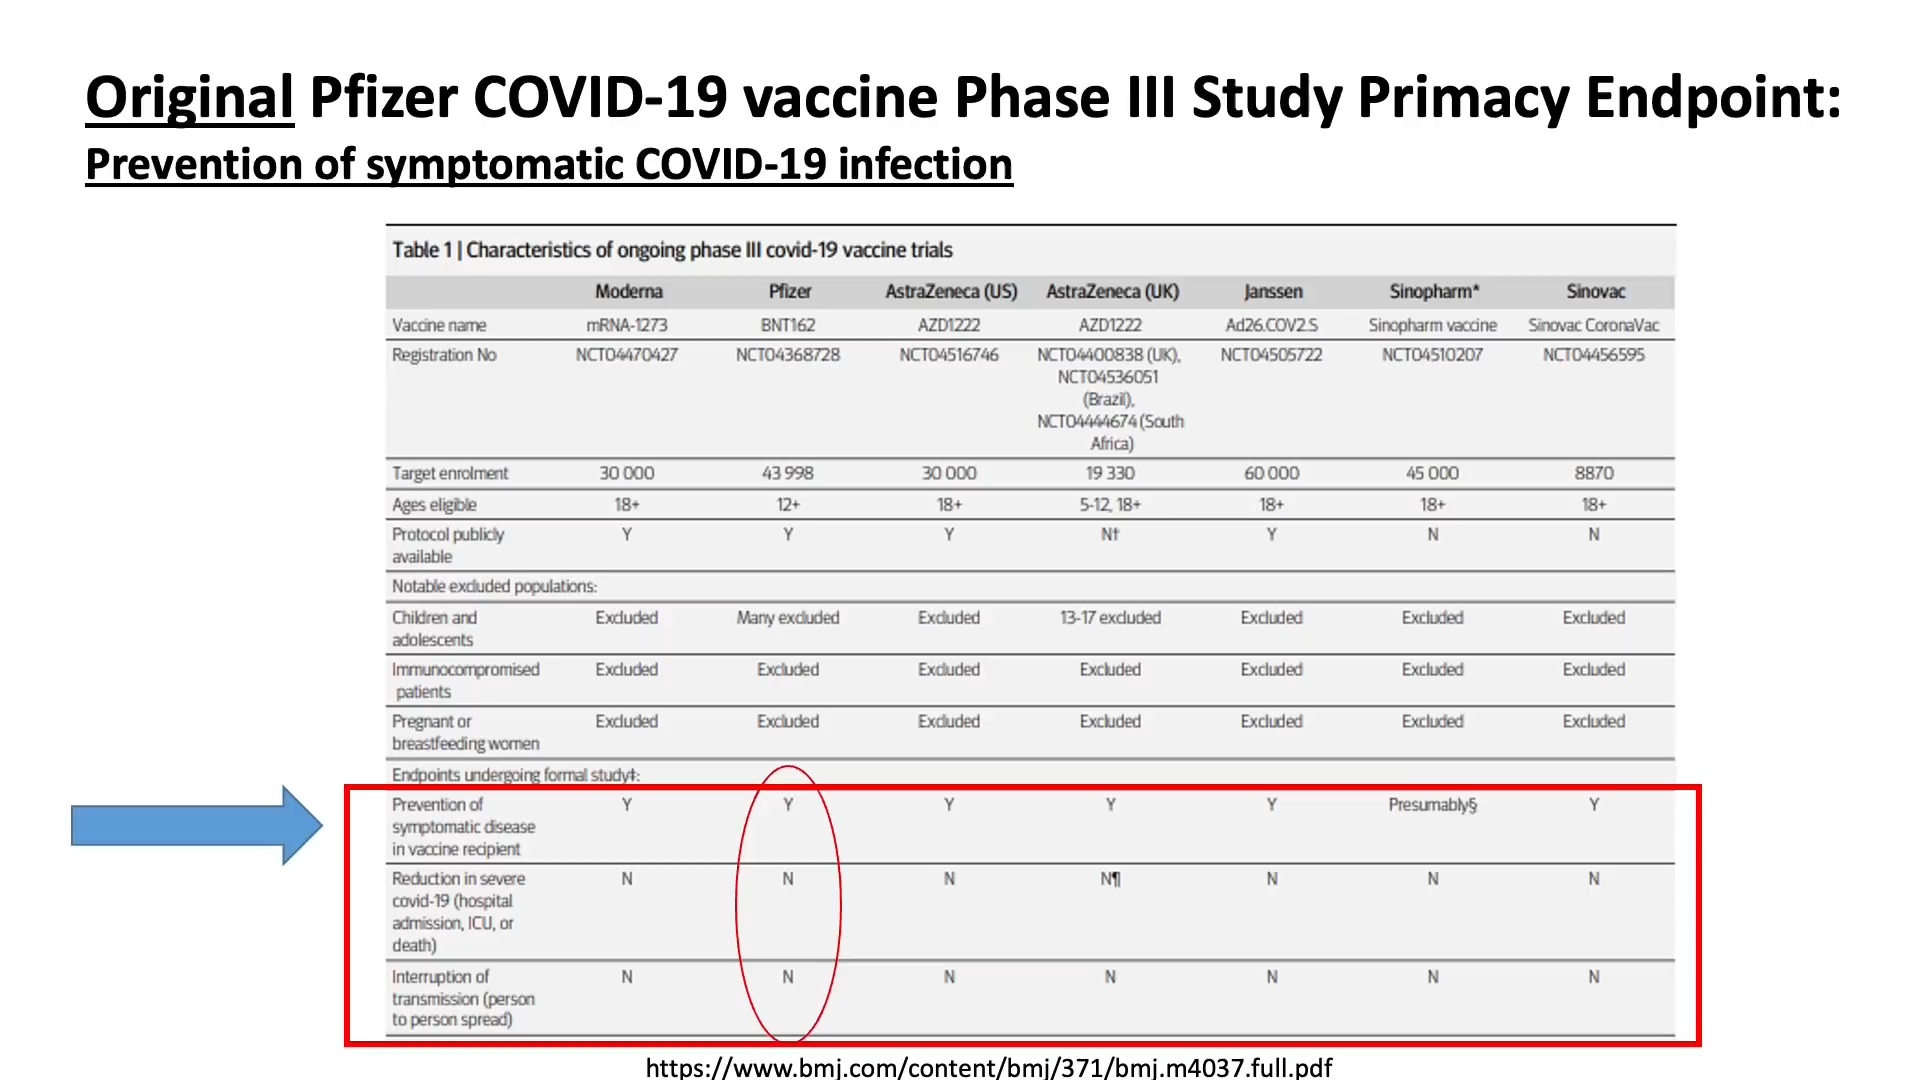 Original Pfizer COVID-19 vaccine Phase III Study Primacy Endpoint:
Prevention of symptomatic COVID-19 infection
Table 1 | Characteristics of ongoing phase III covid-19 vaccine trials
Moderna Pfizer AstraZeneca (US) AstraZeneca (UK) Janssen Sinopharm* Sinovac
Vaccine name mRNA-1273 BNT162 AZD1222 AZD1222 Ad26.COV2.S Sinopharm vaccine Sinovac CoronaVac
Registration No NCT04470427 NCT04368728 NCT04516746 NCT04400838 (UK), NCT04505722 NCT04510207 NCT04456595
NCT04536051
(Brazil),
NCT04444674 (South
Africa)
Target enrolment 30 000 43 998 30 000 19 330 60 000 45 000 8870
Ages eligible 18+ 12+ 18+ 5-12, 18+ 18+ 18+ 18+
Protocol publicly Y Y Y N† Y N N
available
Notable excluded populations:
Children and Excluded Many excluded Excluded 13-17 excluded Excluded Excluded Excluded
adolescents
Immunocompromised Excluded Excluded Excluded Excluded Excluded Excluded Excluded
patients
Pregnant or Excluded Excluded Excluded Excluded Excluded Excluded Excluded
breastfeeding women
Endpoints undergoing formal study‡:
Prevention of Y Y Y Y Y Presumably§ Y
symptomatic disease
in vaccine recipient
Reduction in severe N N N N¶ N N N
covid-19 (hospital
admission, ICU, or
death)
Interruption of N N N N N N N
transmission (person
to person spread)
https://www.bmj.com/content/bmj/371/bmj.m4037.full.pdf